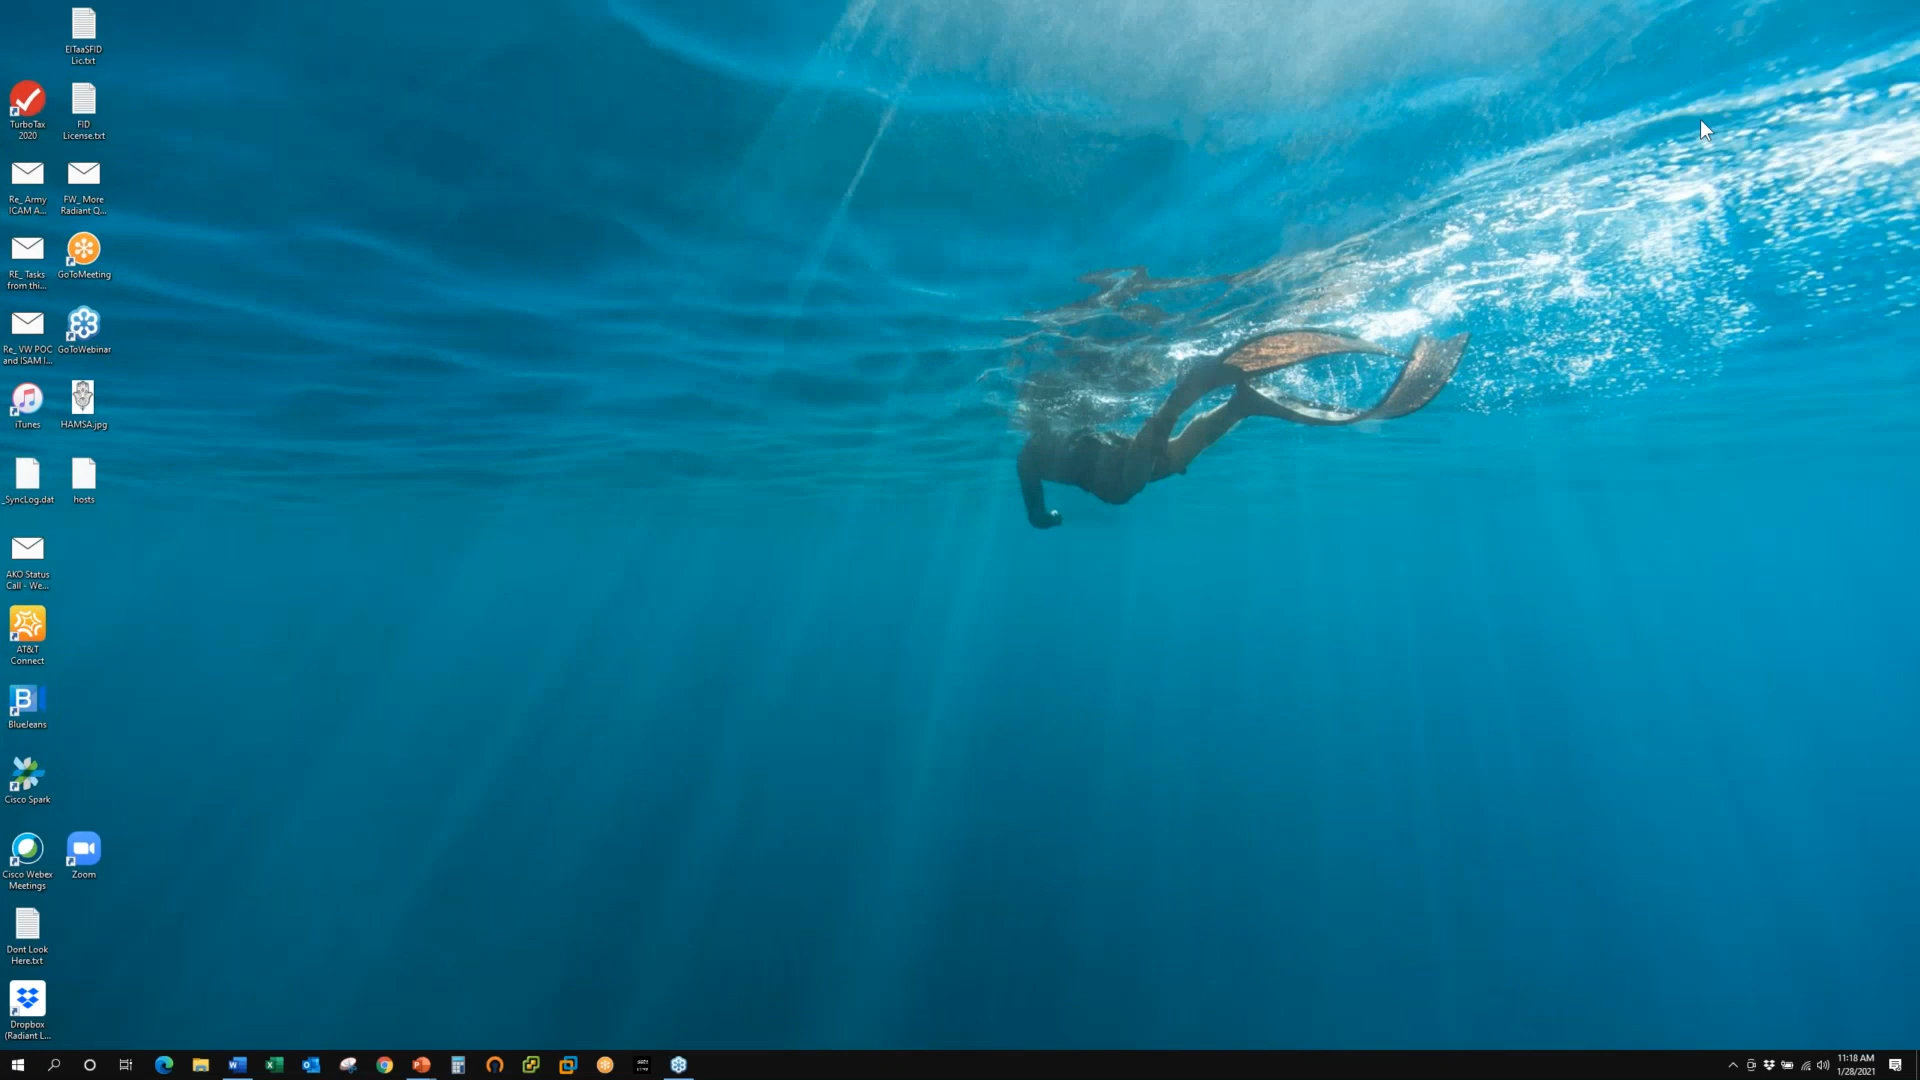 EITaaSFID
Lic.txt
TurboTax
2020
FID
License.txt
Re_ Army
ICAM A...
FW_ More
Radiant Q...
RE_ Tasks
from thi...
GoToMeeting
Re_ VW POC
and ISAM I...
GoToWebinar
iTunes
HAMSA.jpg
_SyncLog.dat
hosts
AKO Status
Call - We...
AT&T
Connect
BlueJeans
Cisco Spark
Cisco Webex
Meetings
Zoom
Dont Look
Here.txt
Dropbox
(Radiant L...
11:18 AM
1/28/2021